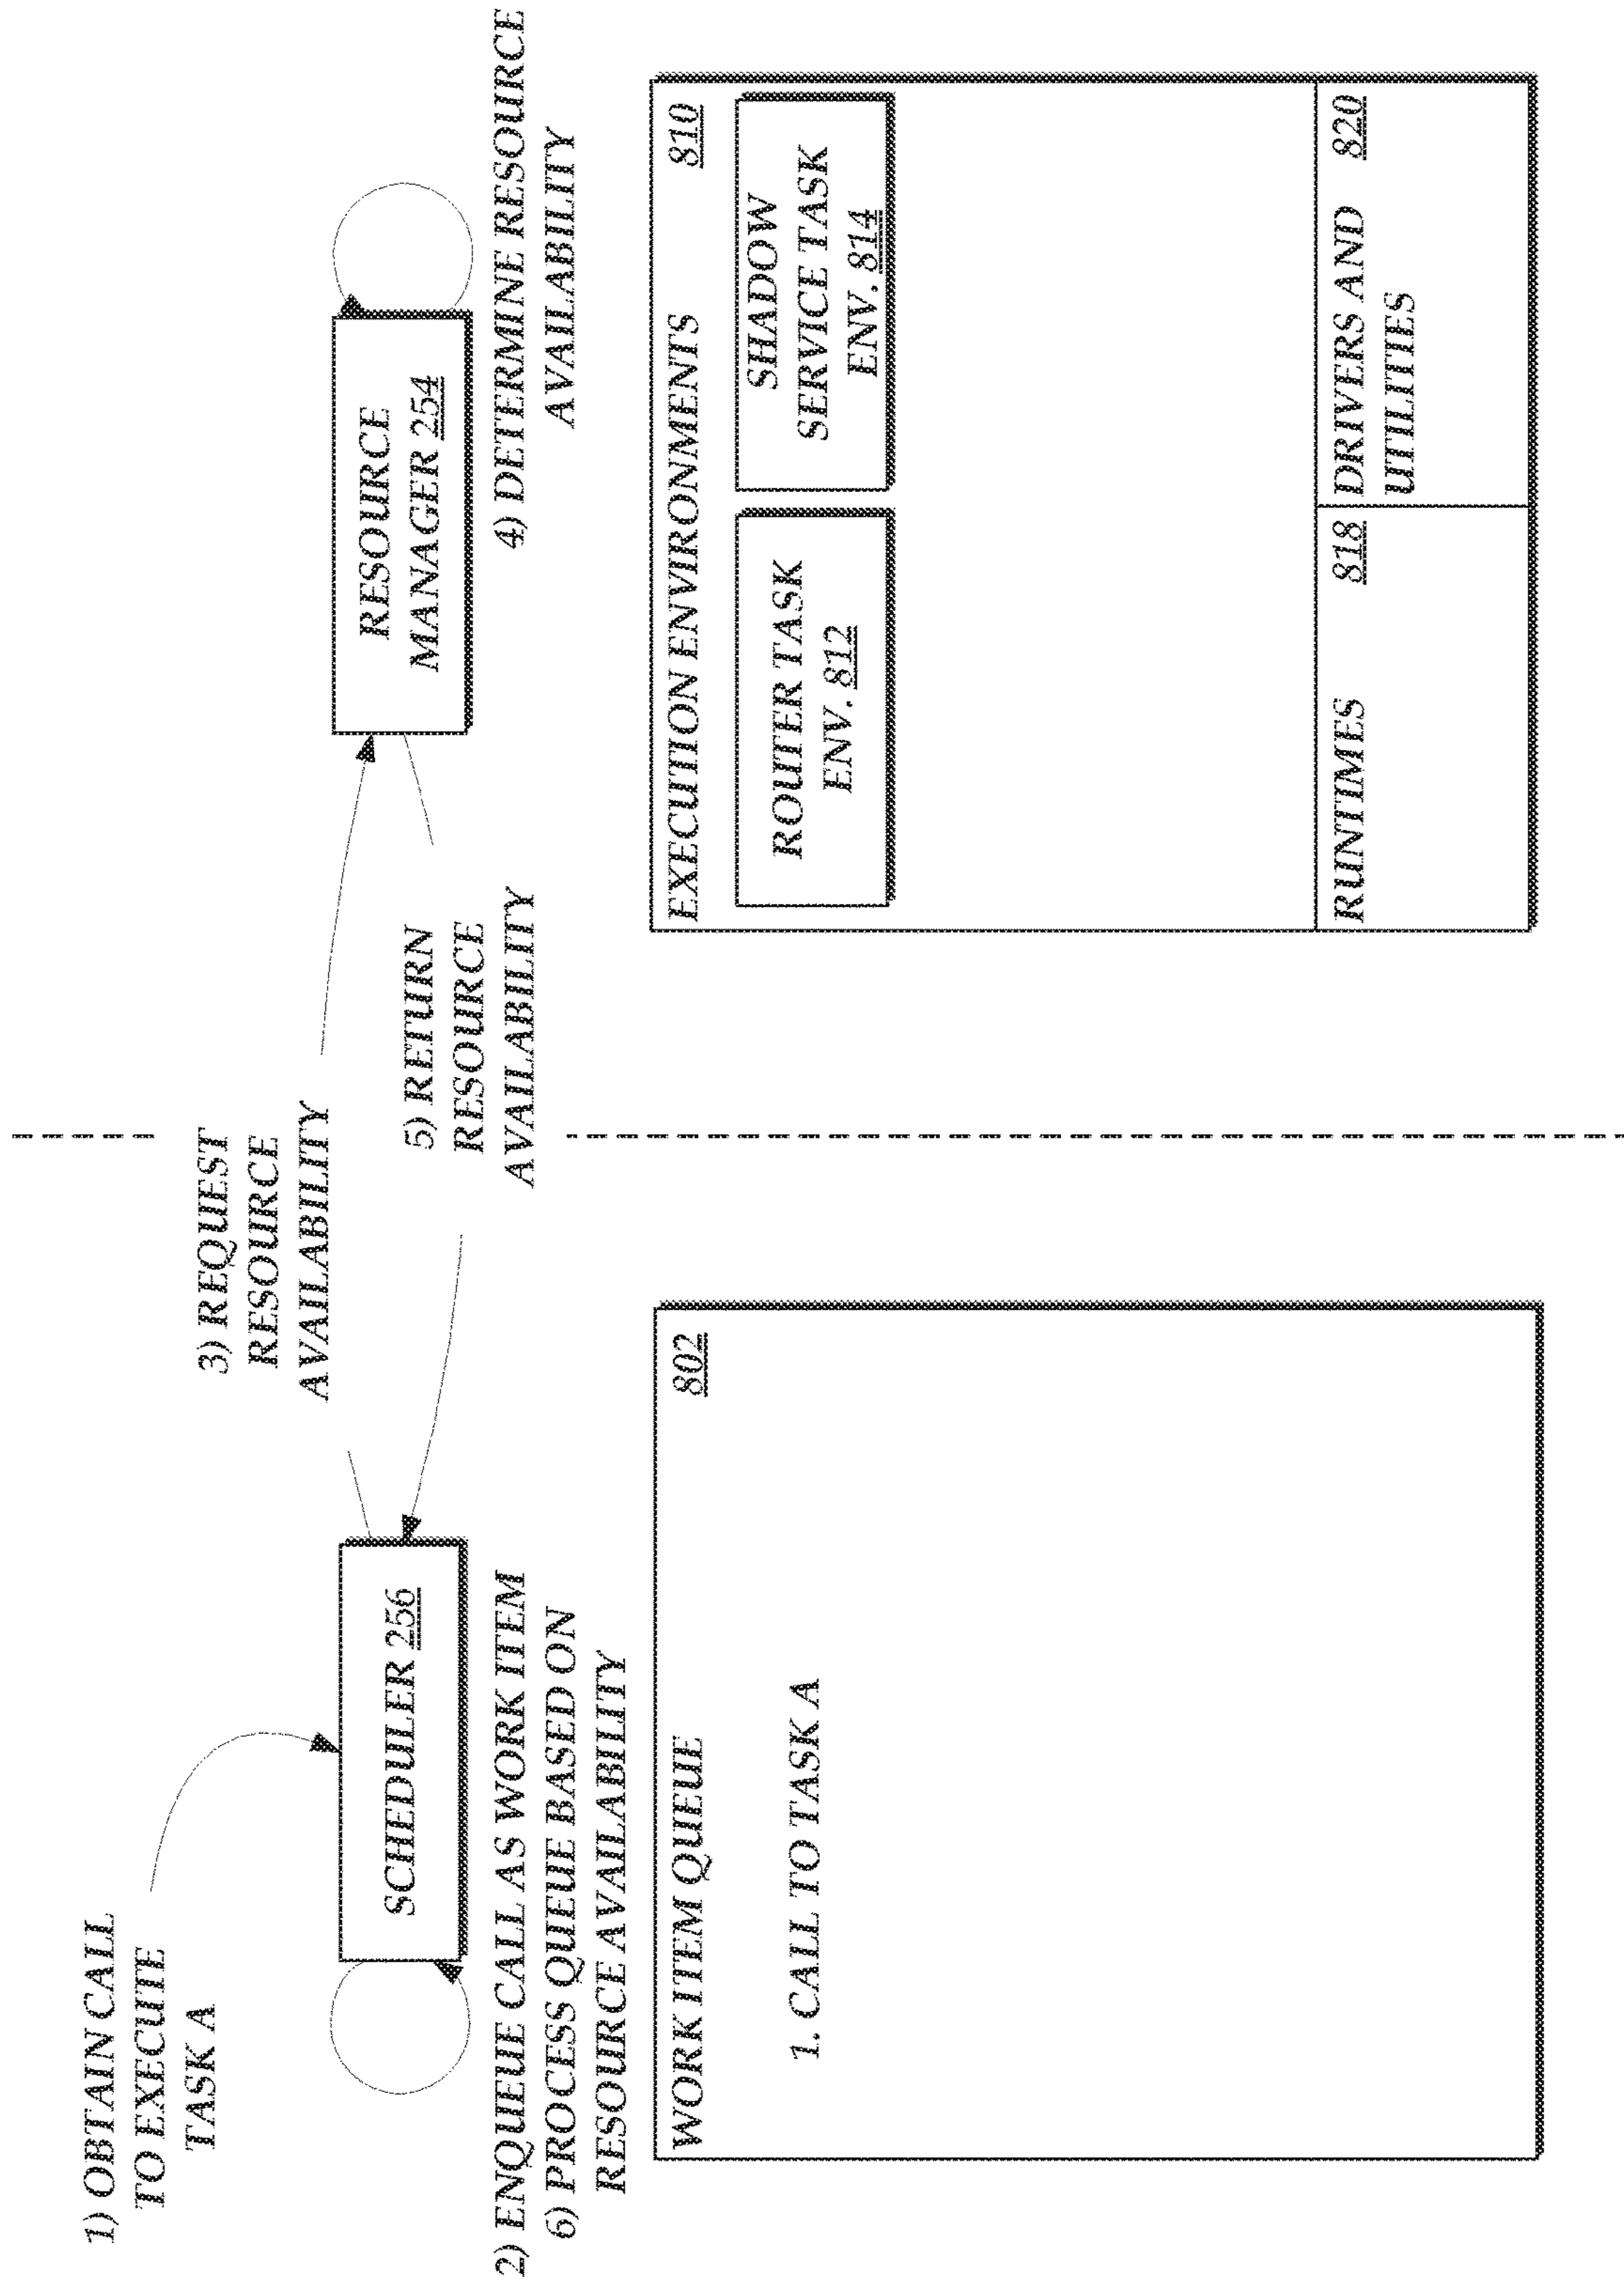 1) OBTAIN CALL
TO EXECUTE
TASK A
SCHEDULER 256
2) ENQUEUE CALL AS WORK ITEM
6) PROCESS QUEUE BASED ON
RESOURCE AVAILABILITY
3) REQUEST
RESOURCE
AVAILABILITY
5) RETURN
RESOURCE
AVAILABILITY
RESOURCE
MANAGER 254
4) DETERMINE RESOURCE
AVAILABILITY
WORK ITEM QUEUE 802
1. CALL TO TASK A
EXECUTION ENVIRONMENTS 810
ROUTER TASK
ENV. 812
SHADOW
SERVICE TASK
ENV. 814
RUNTIMES 818
DRIVERS AND 820
UTILITIES